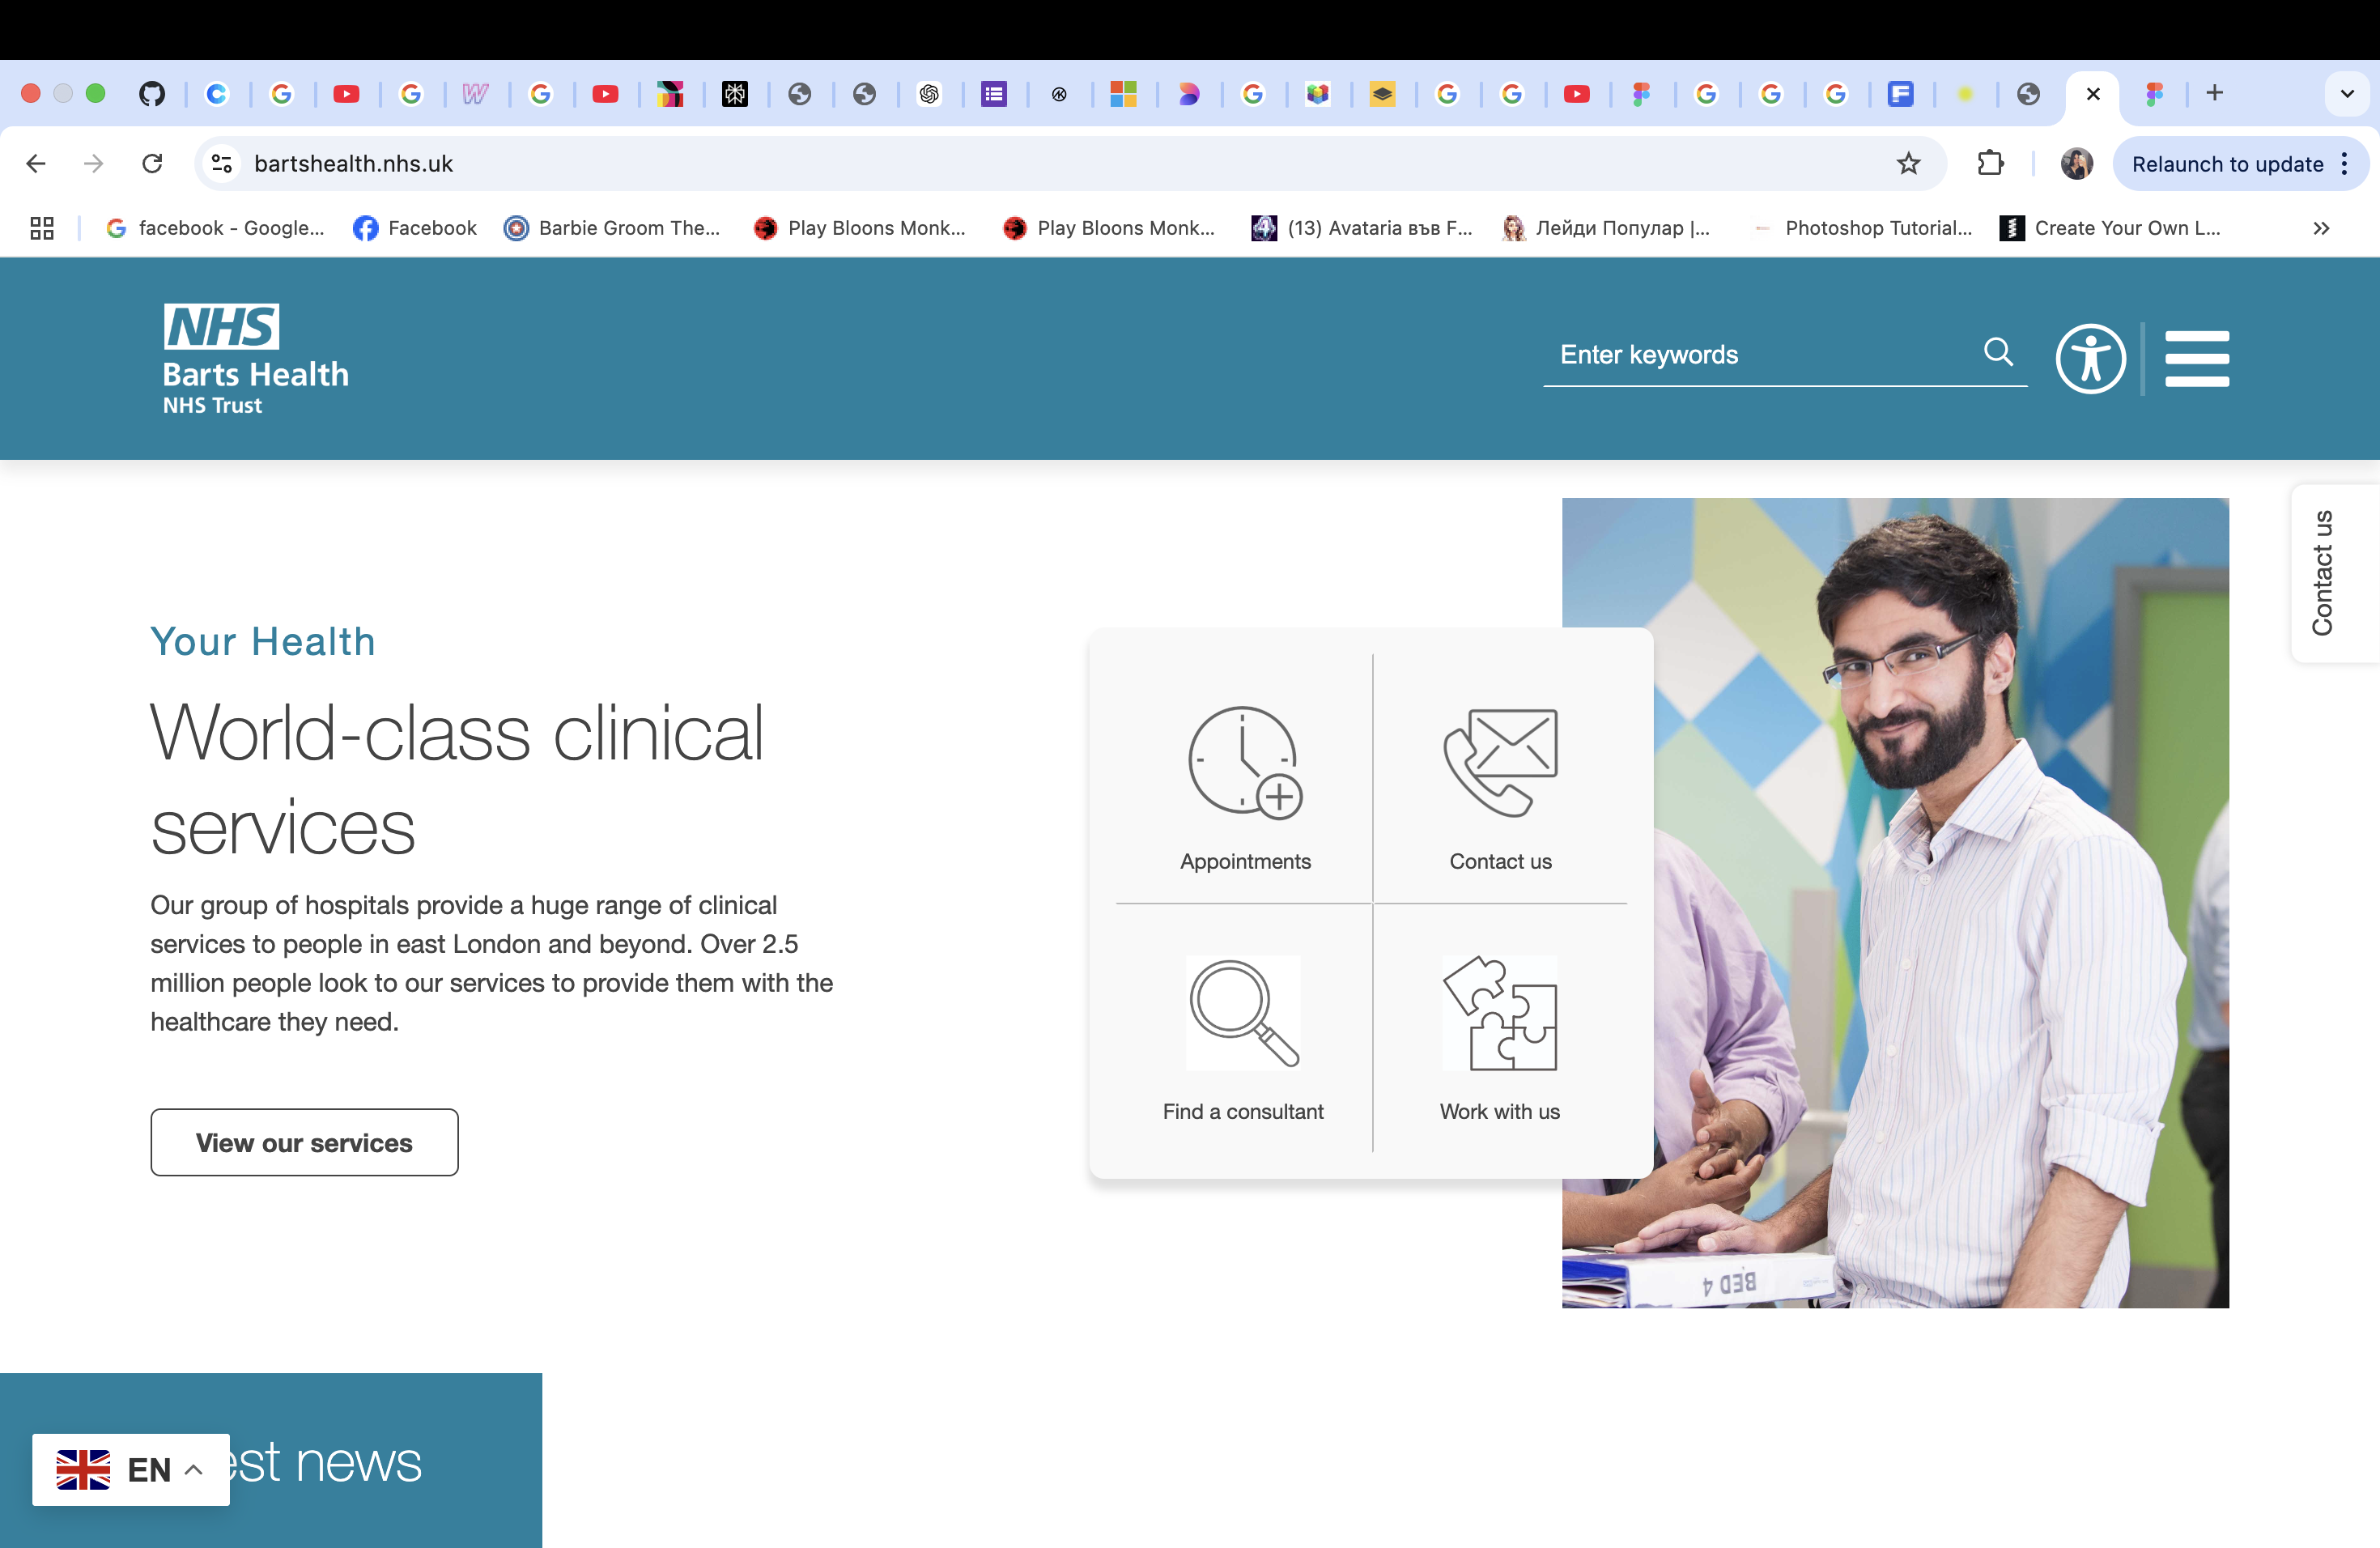 bartshealth.nhs.uk
Relaunch to update
facebook - Google...
Facebook
Barbie Groom The...
Play Bloons Monk...
Play Bloons Monk...
(13) Avataria във F...
Лейди Популар |...
Photoshop Tutorial...
Create Your Own L...
NHS
Barts Health
NHS Trust
Enter keywords
Contact us
Your Health
World-class clinical
services
Our group of hospitals provide a huge range of clinical
services to people in east London and beyond. Over 2.5
million people look to our services to provide them with the
healthcare they need.
View our services
Appointments
Contact us
Find a consultant
Work with us
BED 4
EN
est news